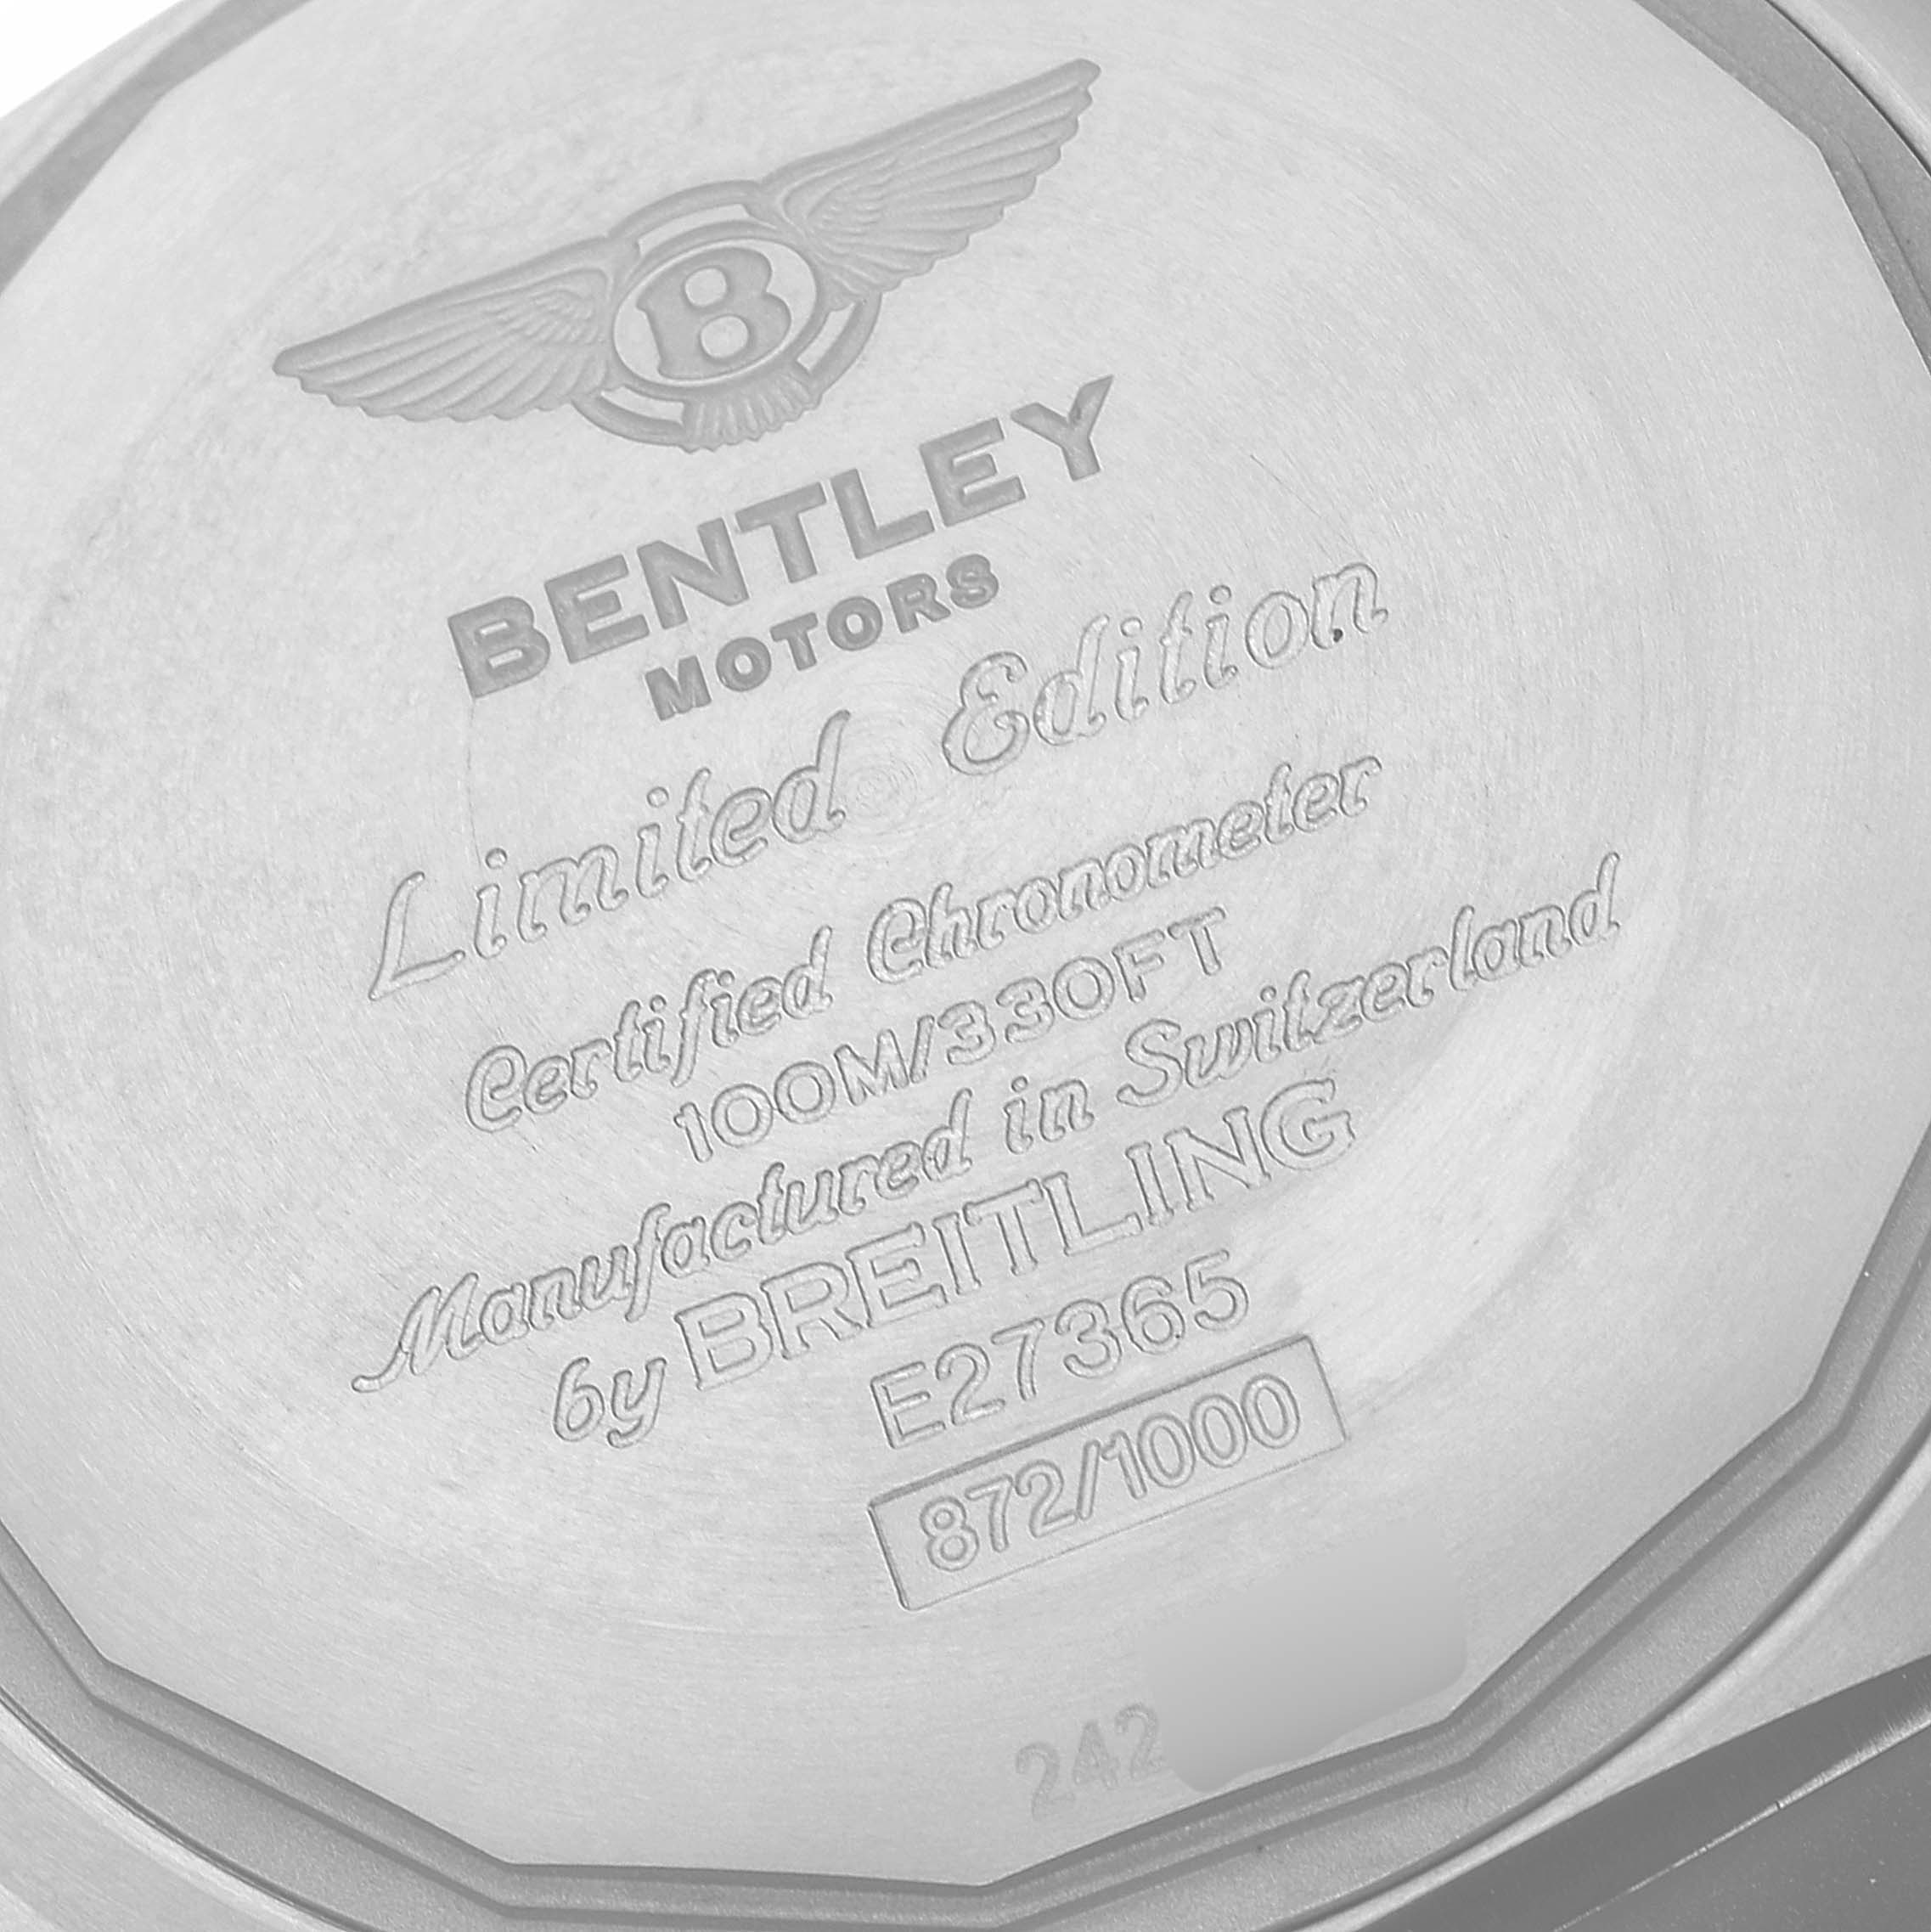 B
BENTLEY
MOTORS
Limited Edition
Certified Chronometer
100M/330FT
Manufactured in Switzerland
by BREITLING
E27365
872/1000
242